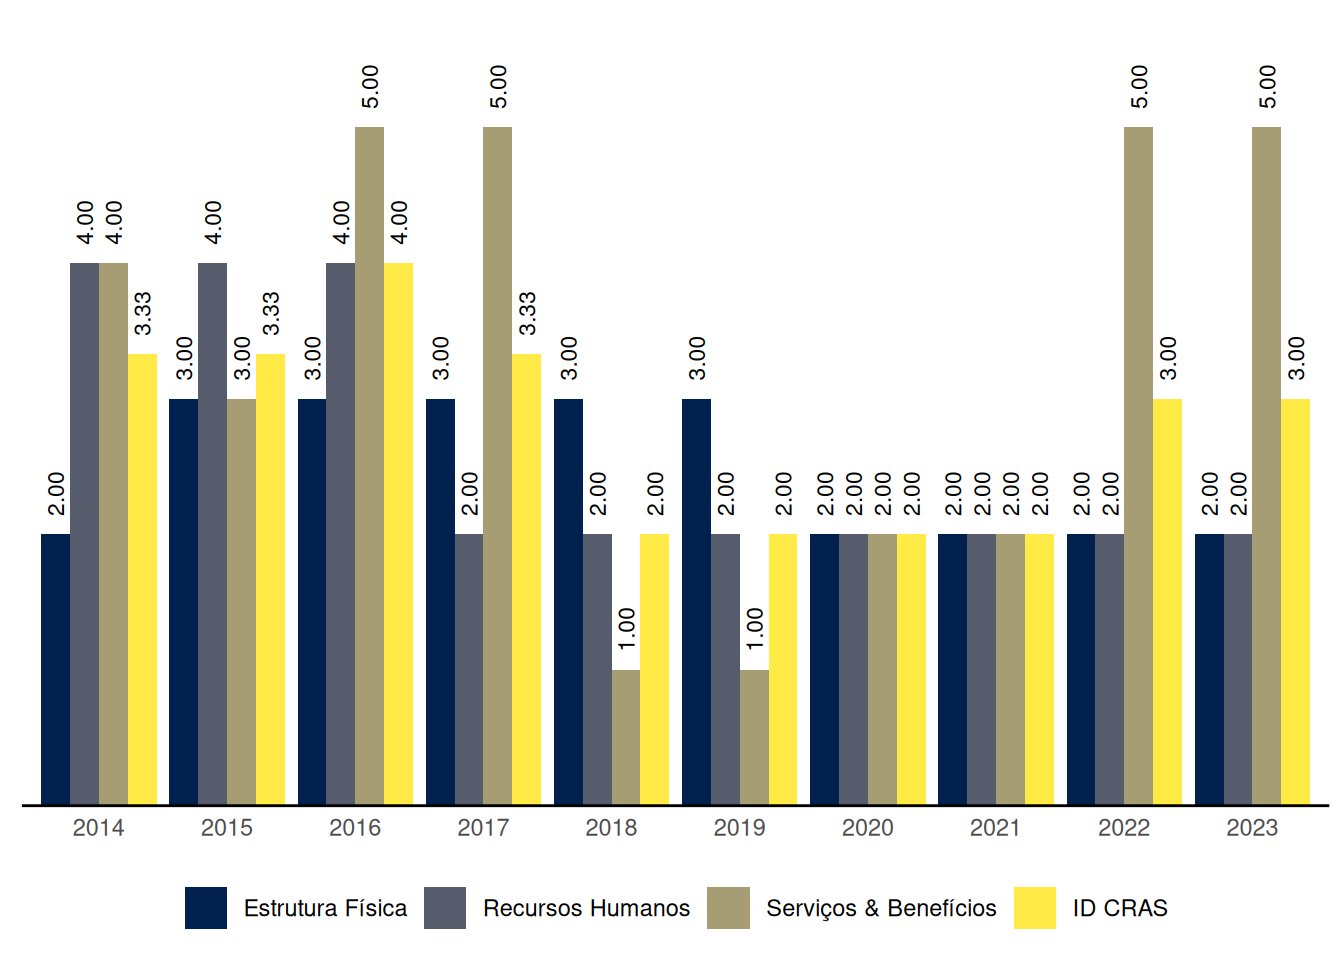 5.00 5.00 5.00 5.00
4.00 4.00 4.00 4.00 4.00
3.33 3.33 3.33
3.00 3.00 3.00 3.00 3.00 3.00 3.00 3.00
2.00 2.00 2.00 2.00 2.00 2.00 2.00 2.00 2.00 2.00 2.00 2.00 2.00 2.00 2.00 2.00 2.00 2.00
1.00 1.00
2014 2015 2016 2017 2018 2019 2020 2021 2022 2023
Estrutura Física Recursos Humanos Serviços & Benefícios ID CRAS